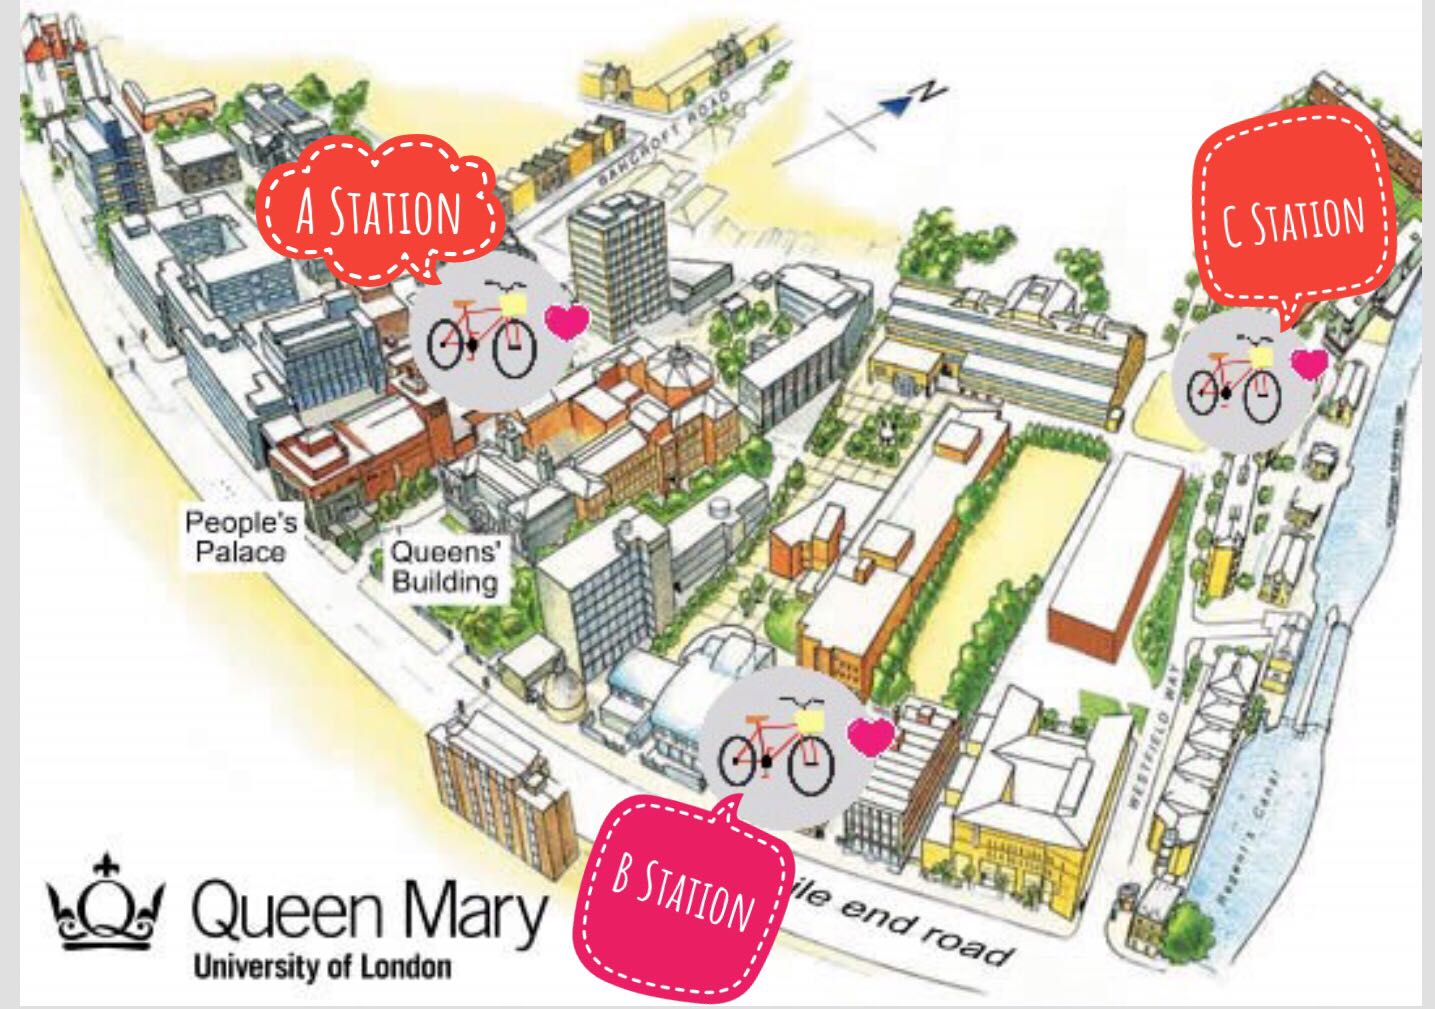 N
BANCROFT ROAD
A STATION
C STATION
People's
Palace
Queens'
Building
WESTFIELD WAY
Regent's Canal
B STATION
ile end road
Queen Mary
University of London